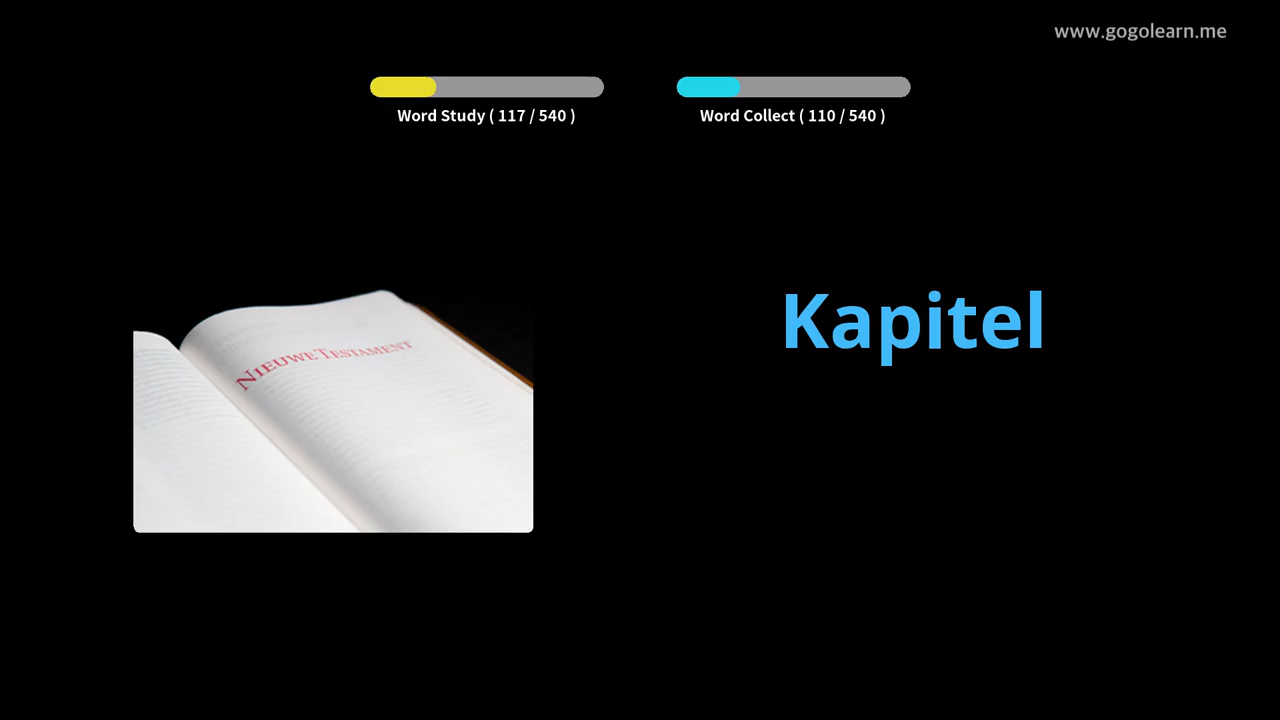 www.gogolearn.me
Word Study ( 117 / 540 )
Word Collect ( 110 / 540 )
NIEUWE TESTAMENT
Kapitel